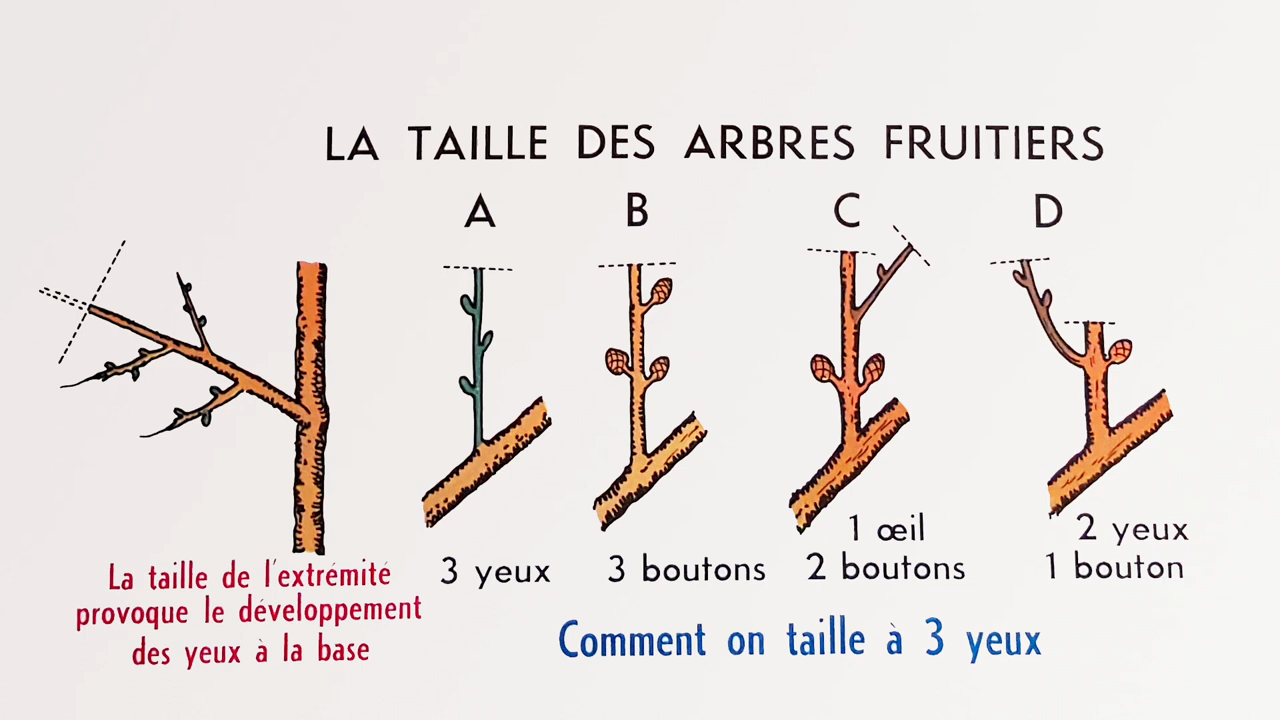 LA TAILLE DES ARBRES FRUITIERS
A B C D
La taille de l'extrémité
provoque le développement
des yeux à la base
3 yeux
3 boutons
1 œil
2 boutons
2 yeux
1 bouton
Comment on taille à 3 yeux